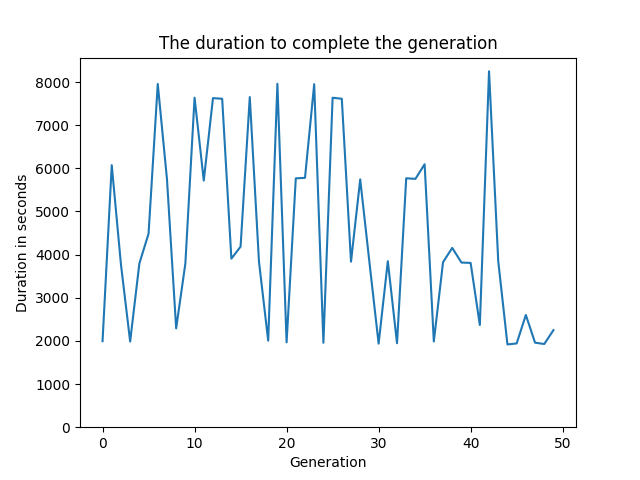 The duration to complete the generation
8000
7000
6000
5000
4000
3000
2000
1000
0
Duration in seconds
0 10 20 30 40 50
Generation